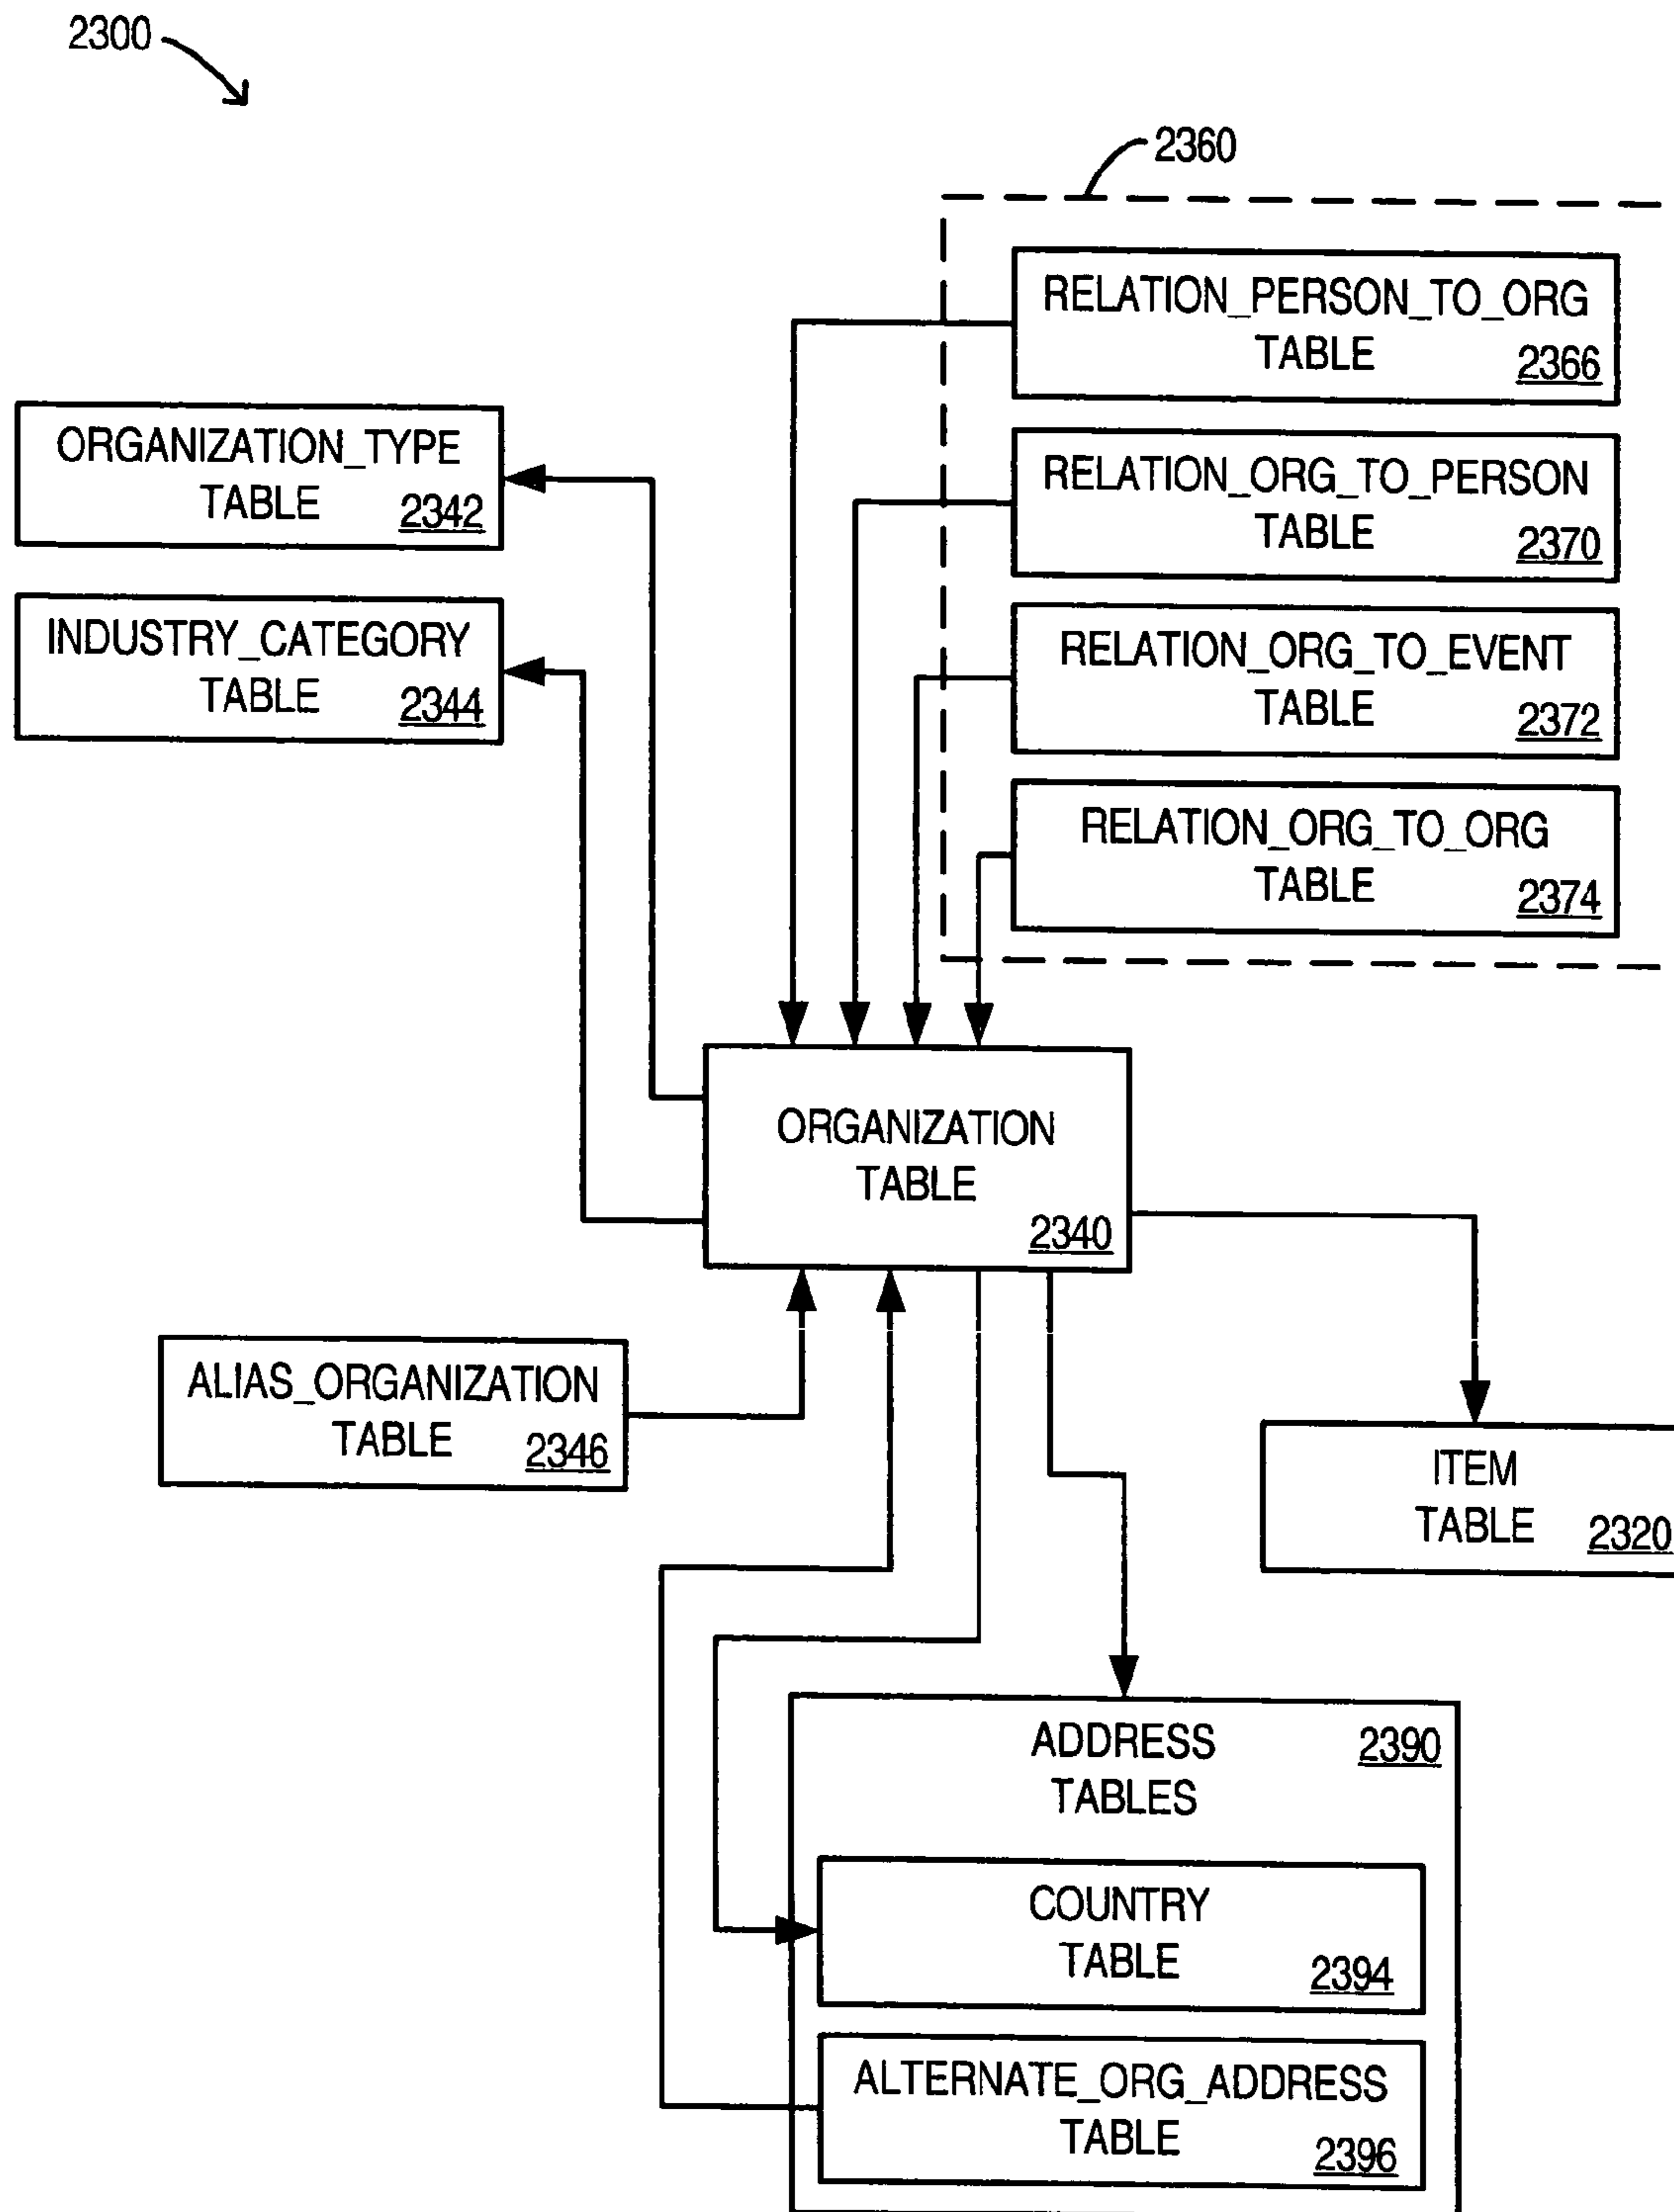 2300
2360
RELATION_PERSON_TO_ORG
TABLE 2366
ORGANIZATION_TYPE
TABLE 2342
RELATION_ORG_TO_PERSON
TABLE 2370
INDUSTRY_CATEGORY
TABLE 2344
RELATION_ORG_TO_EVENT
TABLE 2372
RELATION_ORG_TO_ORG
TABLE 2374
ORGANIZATION
TABLE
2340
ALIAS_ORGANIZATION
TABLE 2346
ITEM
TABLE 2320
ADDRESS 2390
TABLES
COUNTRY
TABLE 2394
ALTERNATE_ORG_ADDRESS
TABLE 2396